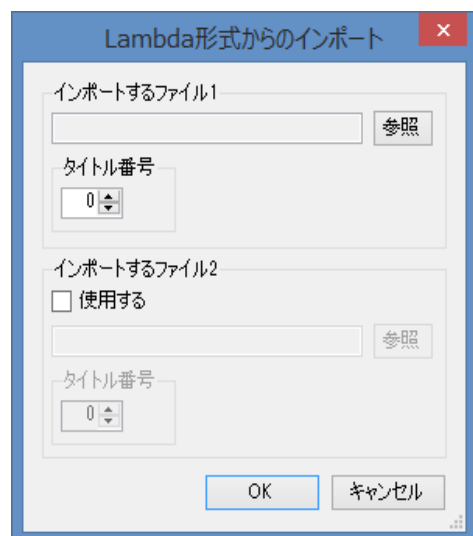 Lambda形式からのインポート
インポートするファイル1
参照
タイトル番号
0
インポートするファイル2
使用する
参照
タイトル番号
0
OK
キャンセル